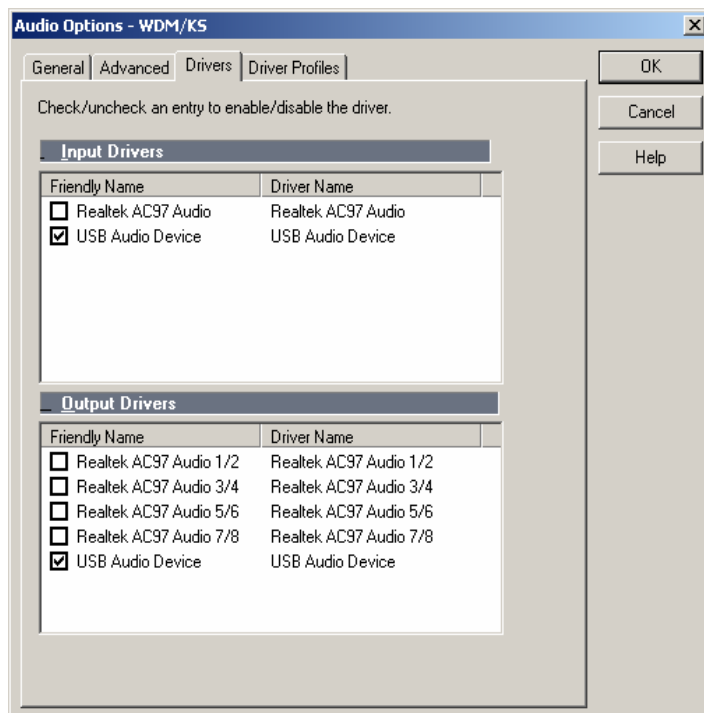 Audio Options - WDM/KS
General Advanced Drivers Driver Profiles
OK
Cancel
Help
Check/uncheck an entry to enable/disable the driver.
Input Drivers
Friendly Name Driver Name
Realtek AC97 Audio Realtek AC97 Audio
USB Audio Device USB Audio Device
Output Drivers
Friendly Name Driver Name
Realtek AC97 Audio 1/2 Realtek AC97 Audio 1/2
Realtek AC97 Audio 3/4 Realtek AC97 Audio 3/4
Realtek AC97 Audio 5/6 Realtek AC97 Audio 5/6
Realtek AC97 Audio 7/8 Realtek AC97 Audio 7/8
USB Audio Device USB Audio Device